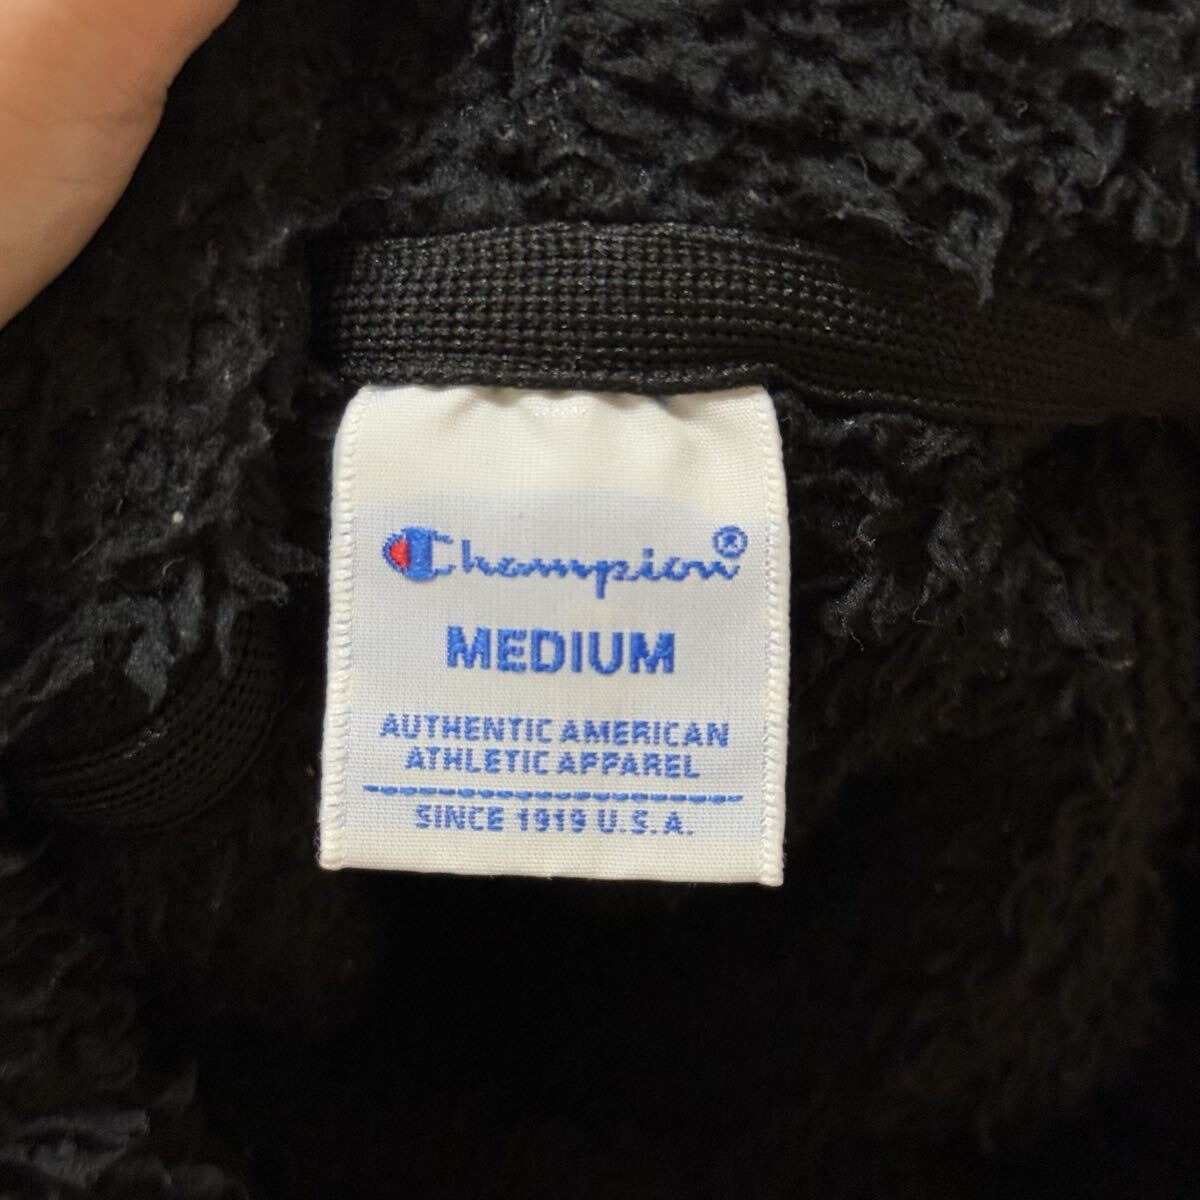 Champion®
MEDIUM
AUTHENTIC AMERICAN
ATHLETIC APPAREL
SINCE 1919 U.S.A.